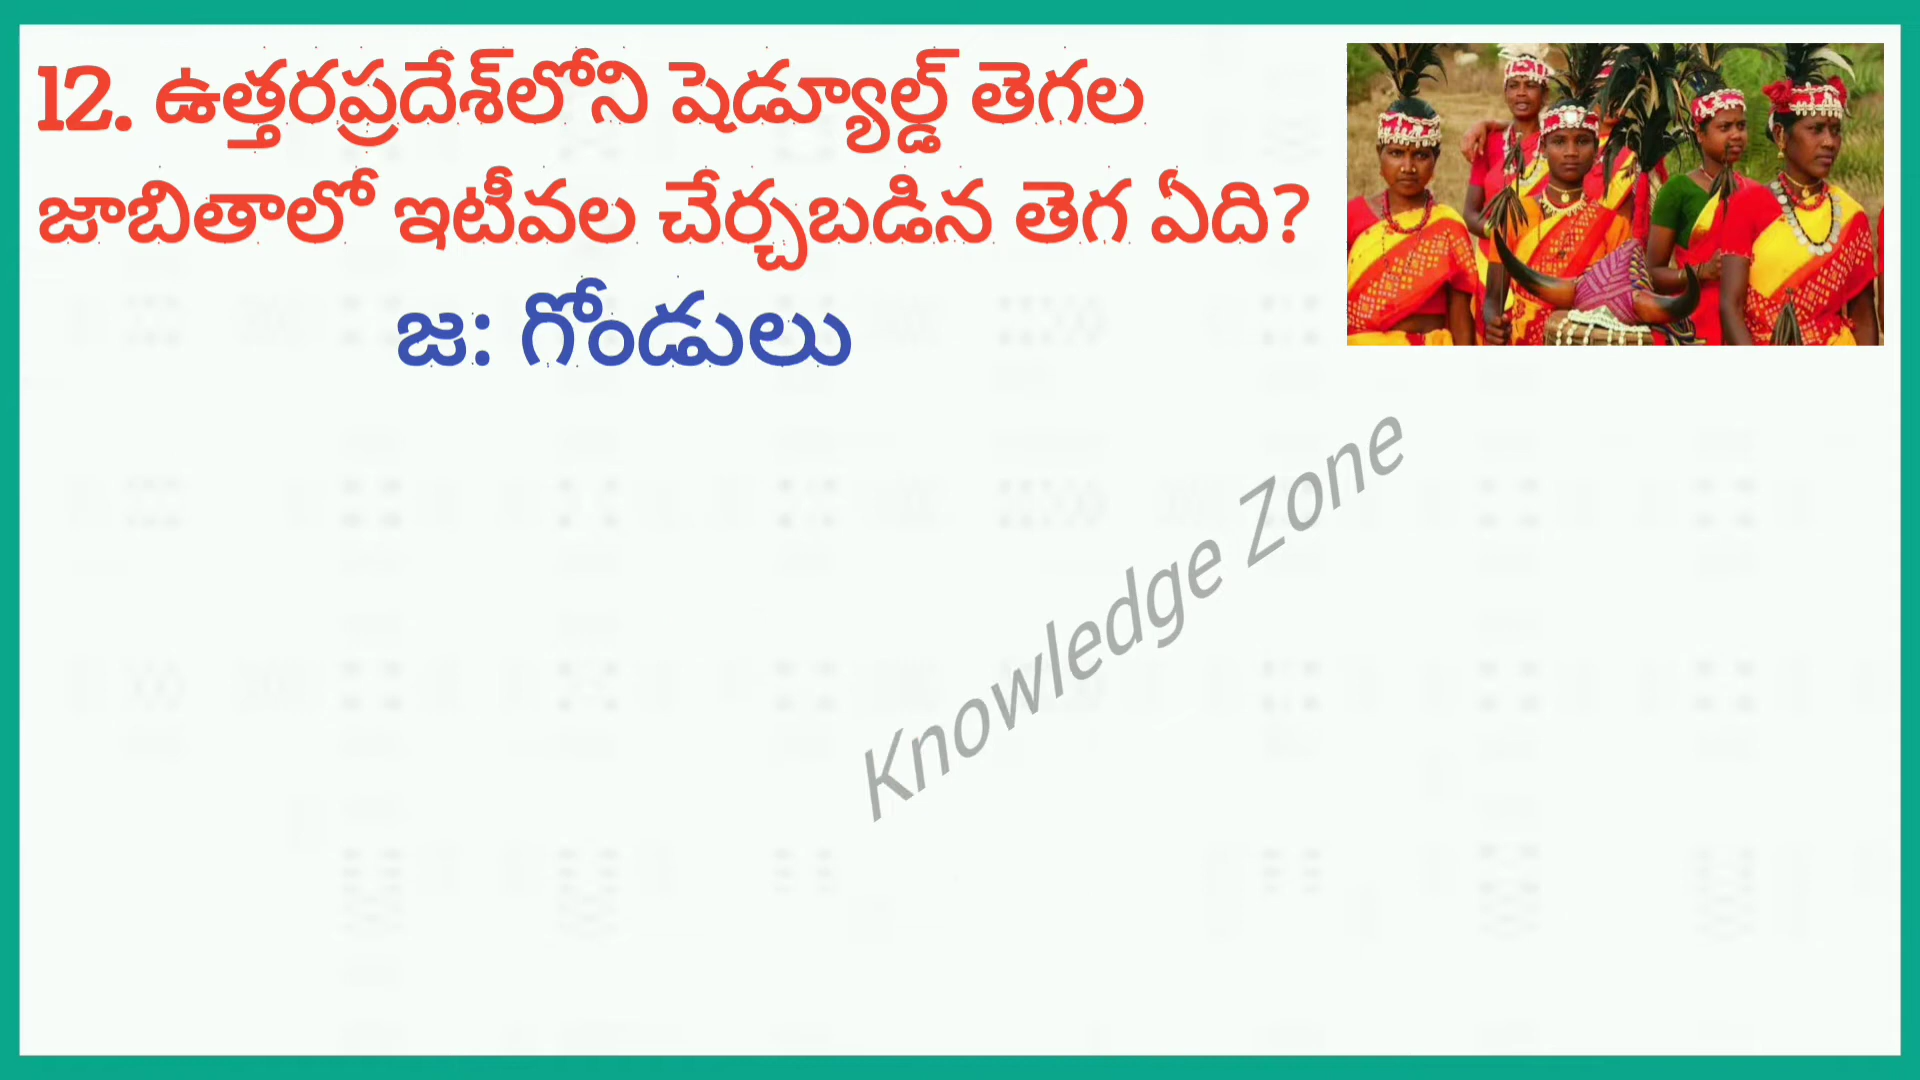 12. ఉత్తరప్రదేశ్‌లోని షెడ్యూల్డ్ తెగల
జాబితాలో ఇటీవల చేర్చబడిన తెగ ఏది?
జ: గోండులు
Knowledge Zone